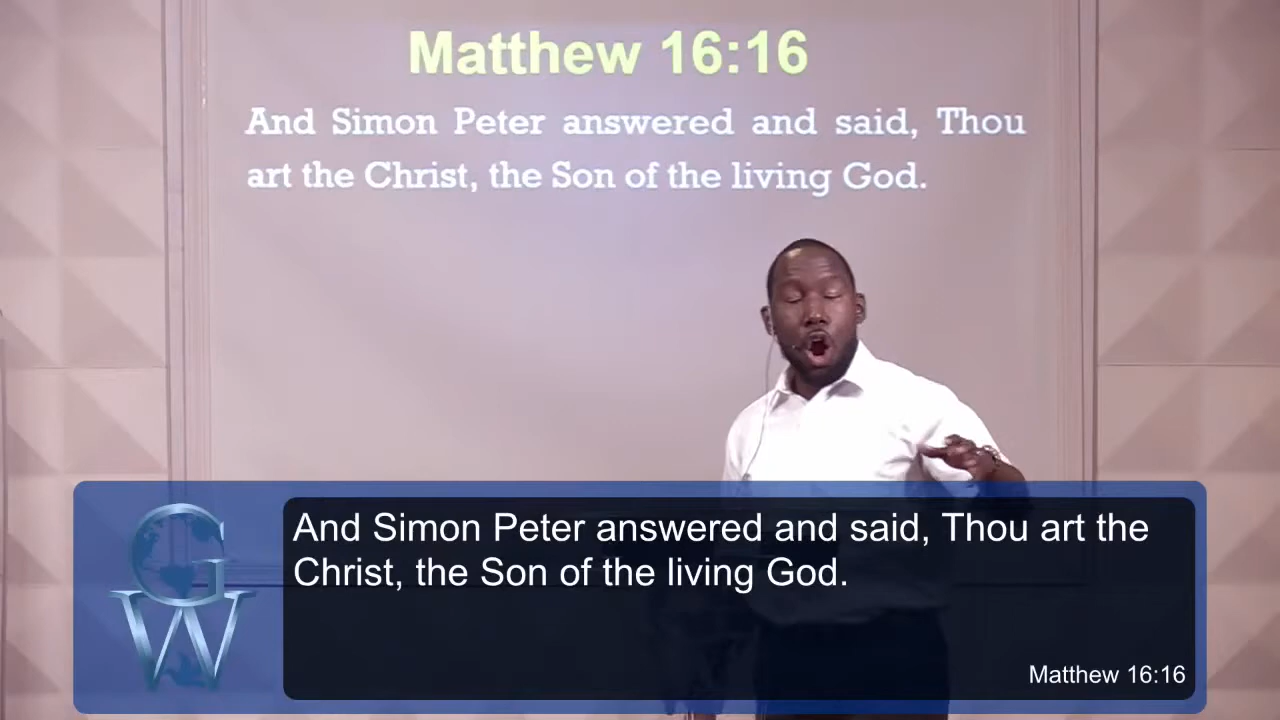 Matthew 16:16
And Simon Peter answered and said, Thou
art the Christ, the Son of the living God.
GW
And Simon Peter answered and said, Thou art the
Christ, the Son of the living God.
Matthew 16:16